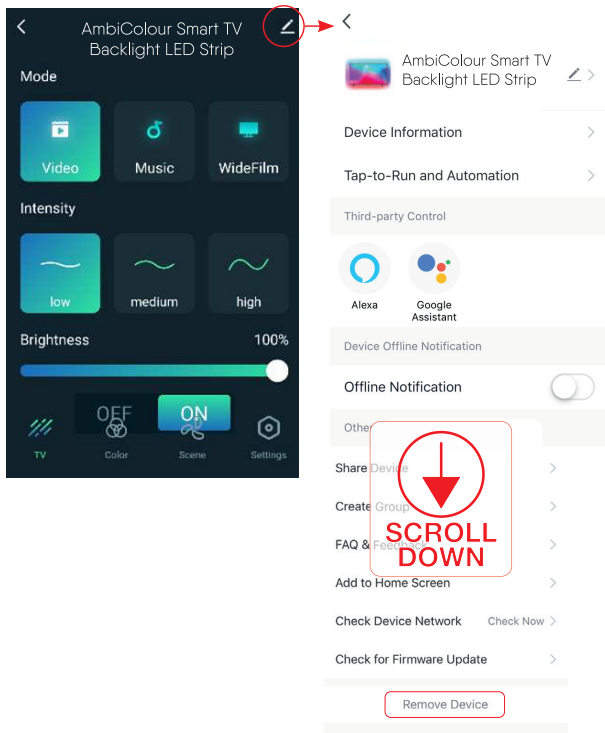 AmbiColour Smart TV
Backlight LED Strip
Mode
Video
Music
WideFilm
Intensity
low
medium
high
Brightness
100%
OFF
ON
TV
Color
Scene
Settings
AmbiColour Smart TV
Backlight LED Strip
Device Information
Tap-to-Run and Automation
Third-party Control
Alexa
Google
Assistant
Device Offline Notification
Offline Notification
Othe
Share Device
Create Group
FAQ & Feedback
SCROLL
DOWN
Add to Home Screen
Check Device Network Check Now
Check for Firmware Update
Remove Device